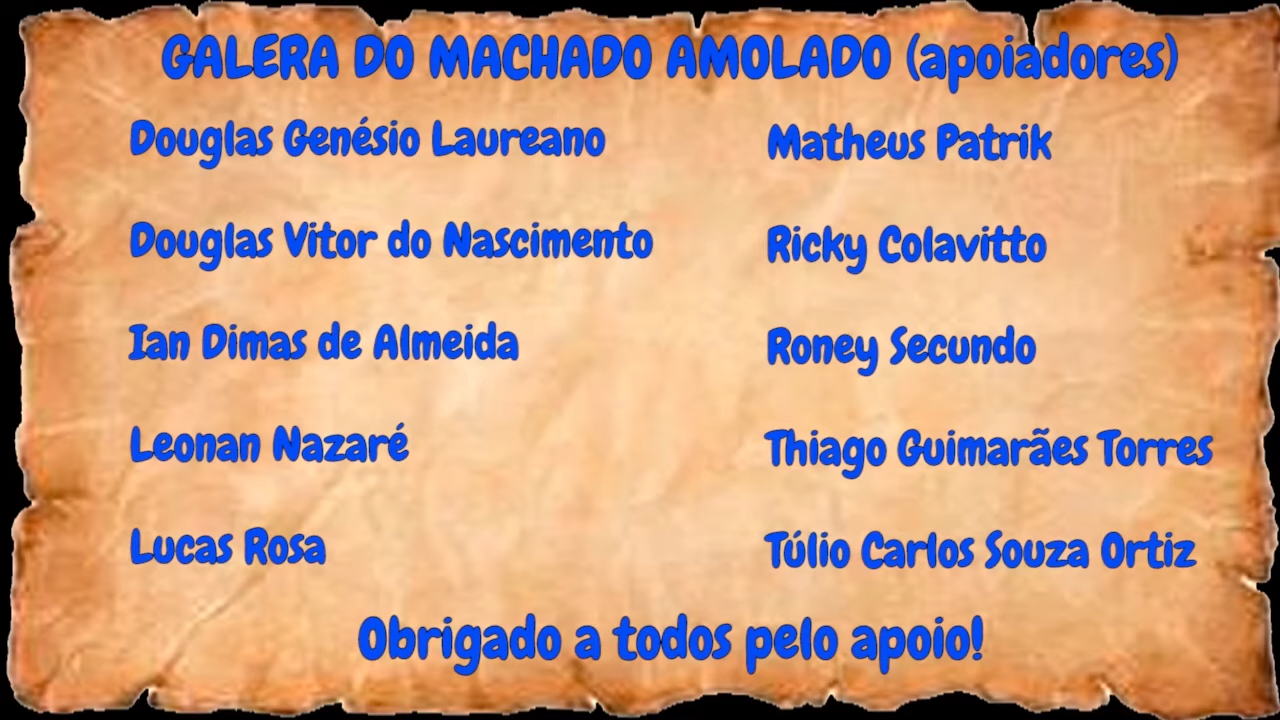 GALERA DO MACHADO AMOLADO (apoiadores)
Douglas Genésio Laureano
Douglas Vitor do Nascimento
Ian Dimas de Almeida
Leonan Nazaré
Lucas Rosa
Matheus Patrik
Ricky Colavitto
Roney Secundo
Thiago Guimarães Torres
Túlio Carlos Souza Ortiz
Obrigado a todos pelo apoio!